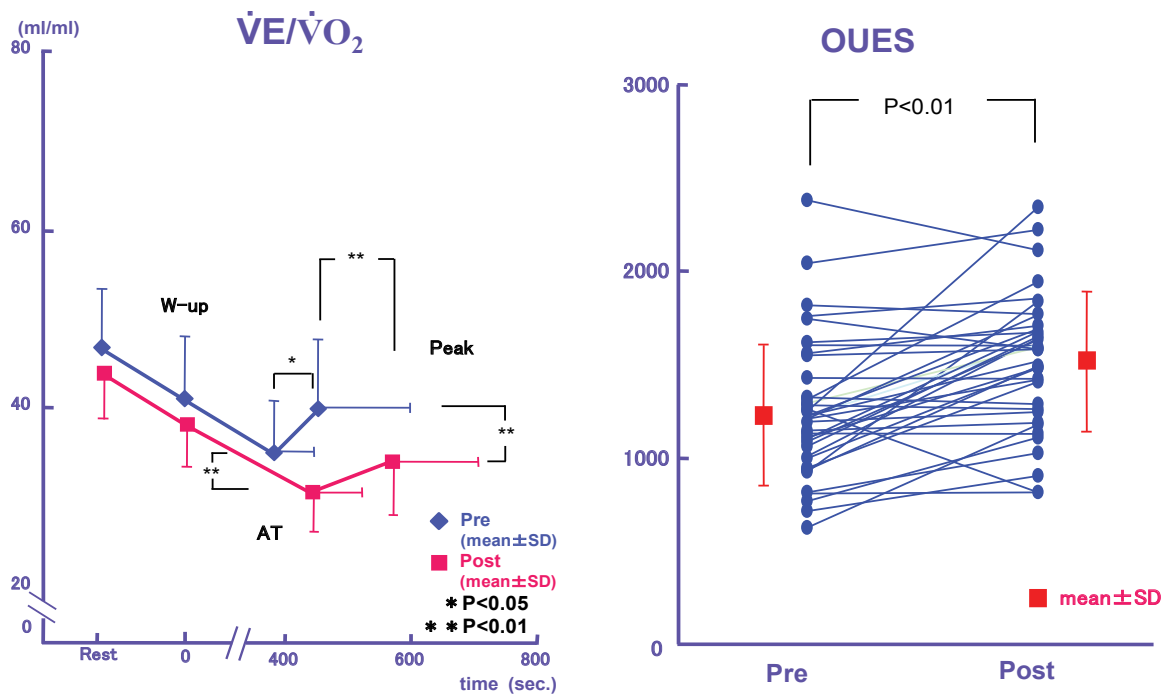 (ml/ml)
V̇E/V̇O₂
80
60
40
20
0
W-up
**
*
Peak
**
**
AT
Pre
(mean±SD)
Post
(mean±SD)
* P<0.05
** P<0.01
Rest
0
400
600
800
time (sec.)
OUES
3000
P<0.01
2000
1000
0
mean±SD
Pre
Post